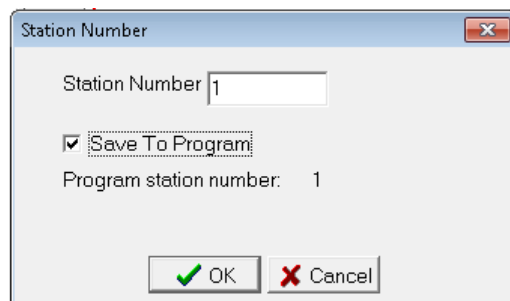 Station Number
Station Number 1
Save To Program
Program station number: 1
OK Cancel